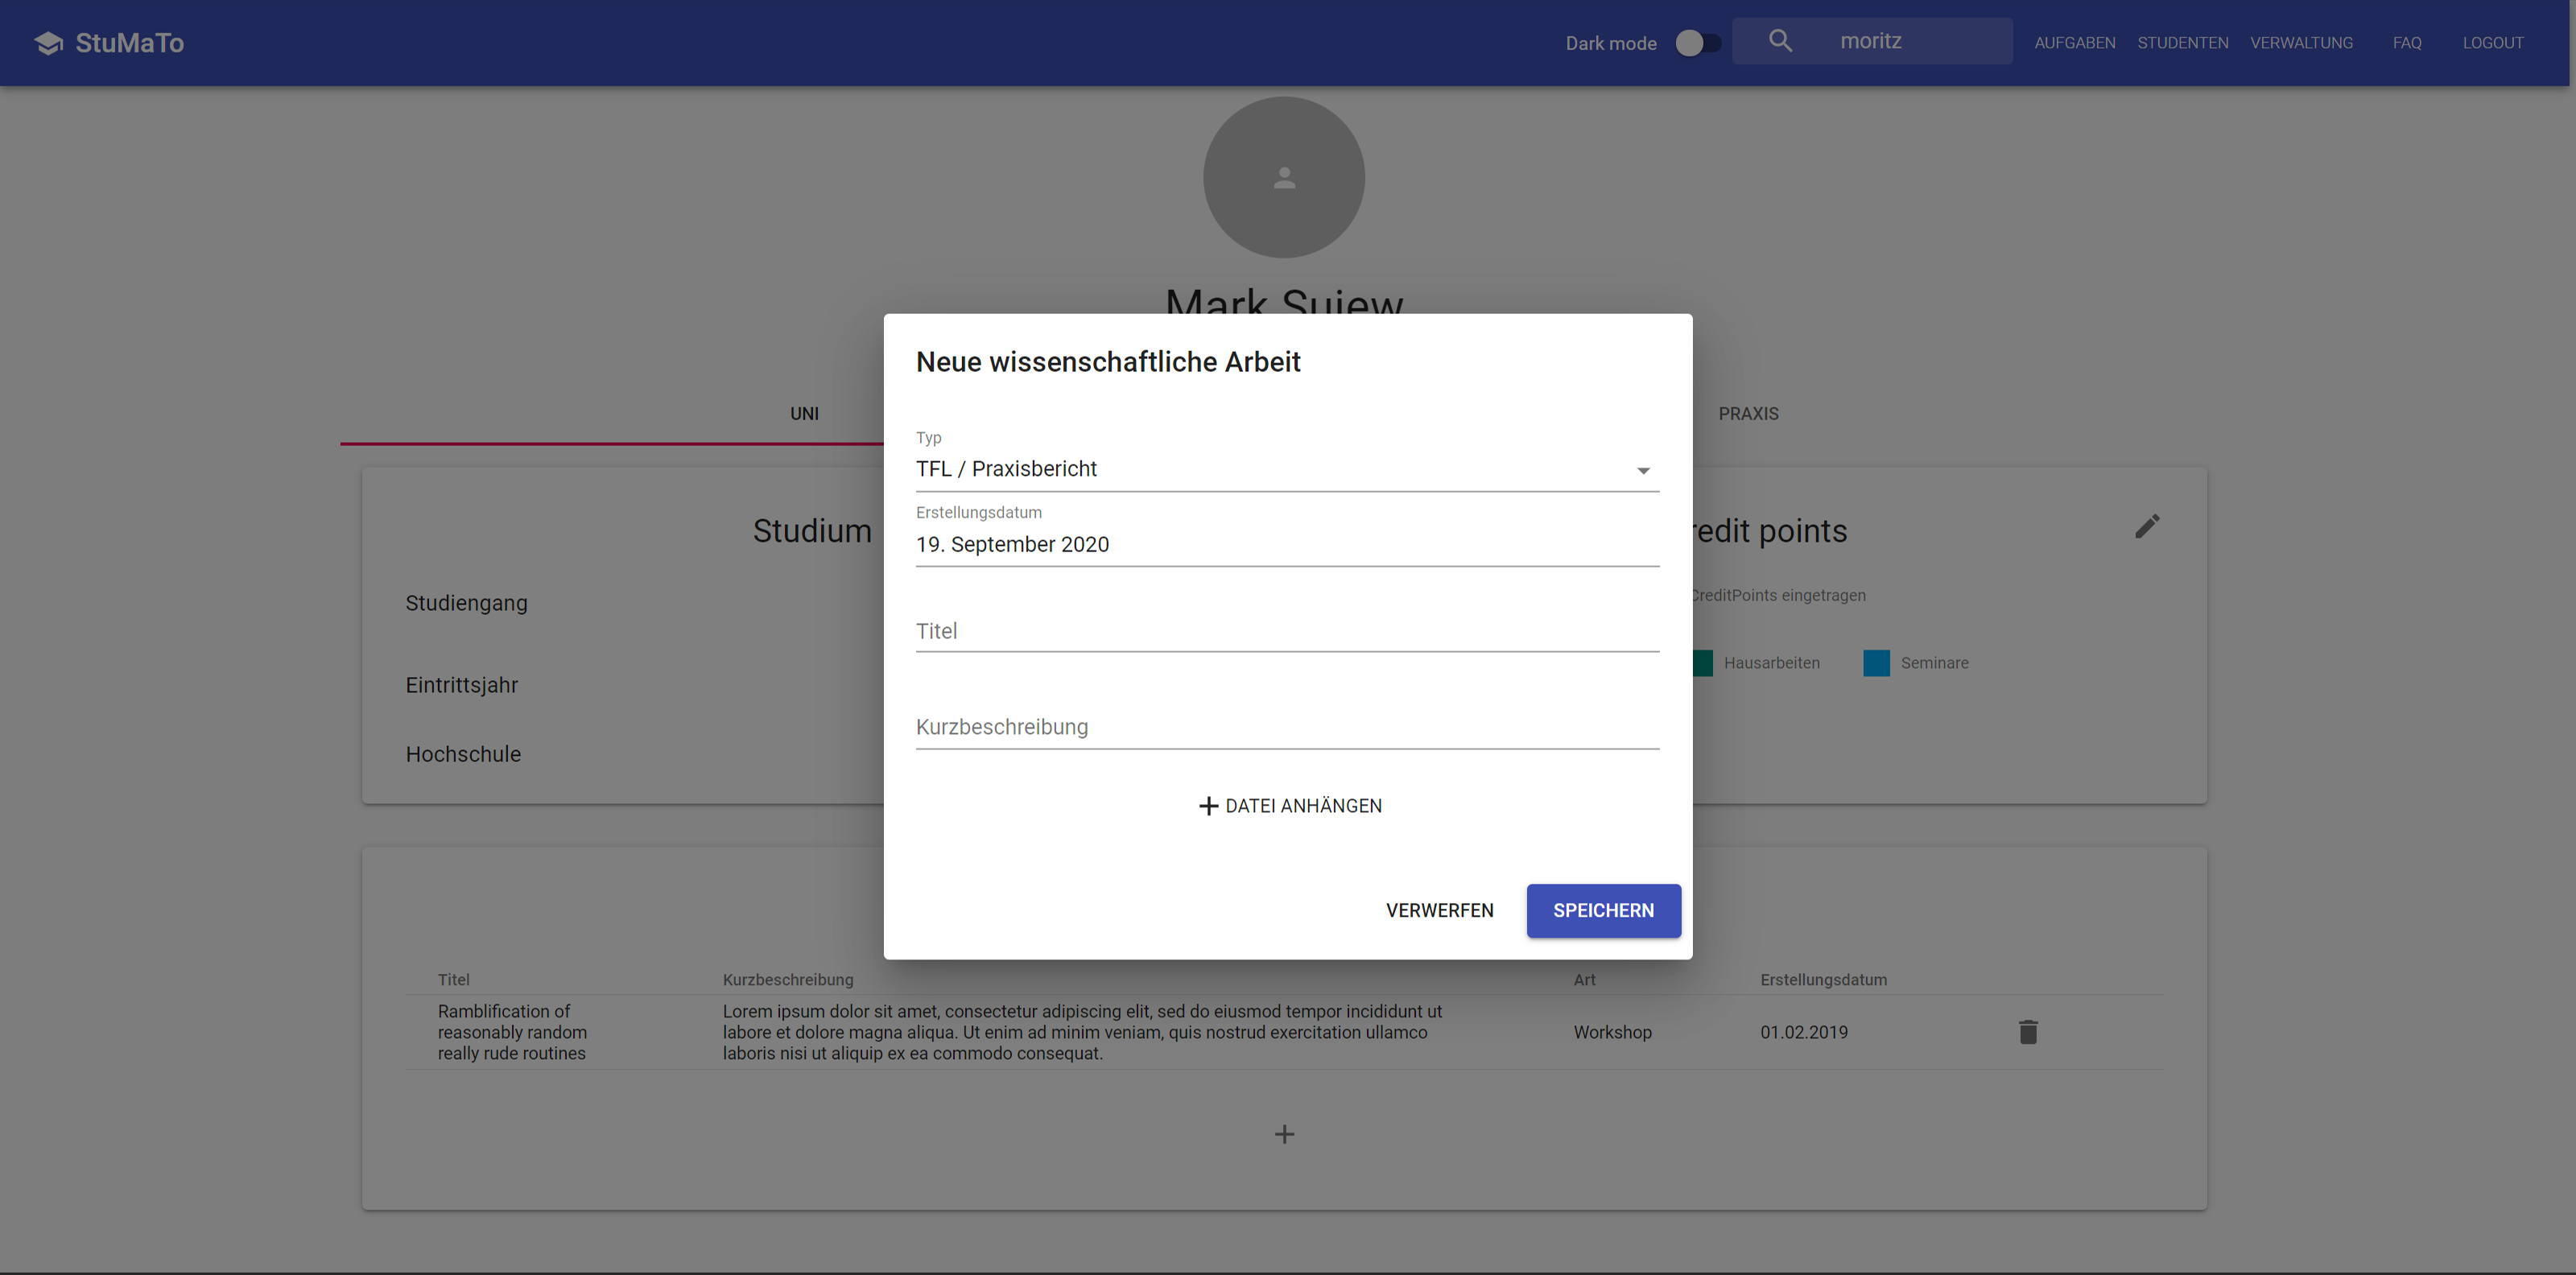 StuMaTo
Dark mode
moritz
AUFGABEN
STUDENTEN
VERWALTUNG
FAQ
LOGOUT
Mark Sujew
Neue wissenschaftliche Arbeit
UNI
PRAXIS
Typ
TFL / Praxisbericht
Erstellungsdatum
19. September 2020
Titel
Kurzbeschreibung
DATEI ANHÄNGEN
VERWERFEN
SPEICHERN
Studium
Studiengang
Eintrittsjahr
Hochschule
redit points
CreditPoints eingetragen
Hausarbeiten
Seminare
Titel
Kurzbeschreibung
Art
Erstellungsdatum
Ramblification of
reasonably random
really rude routines
Lorem ipsum dolor sit amet, consectetur adipiscing elit, sed do eiusmod tempor incididunt ut
labore et dolore magna aliqua. Ut enim ad minim veniam, quis nostrud exercitation ullamco
laboris nisi ut aliquip ex ea commodo consequat.
Workshop
01.02.2019